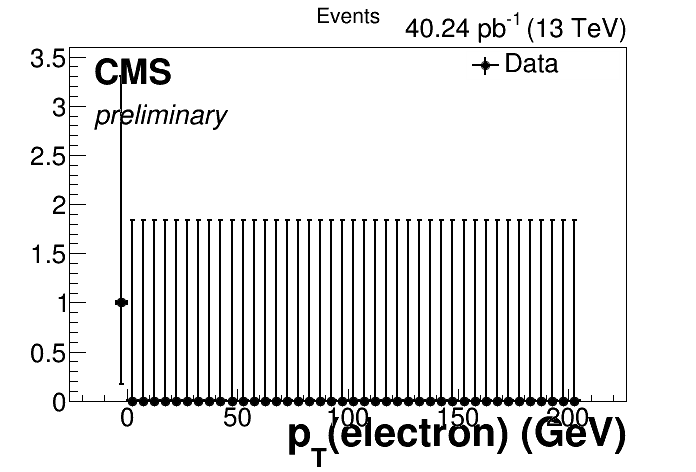 Events
40.24 pb-1 (13 TeV)
CMS
preliminary
Data
3.5
3
2.5
2
1.5
1
0.5
0
0 50 100 150 200
pT(electron) (GeV)